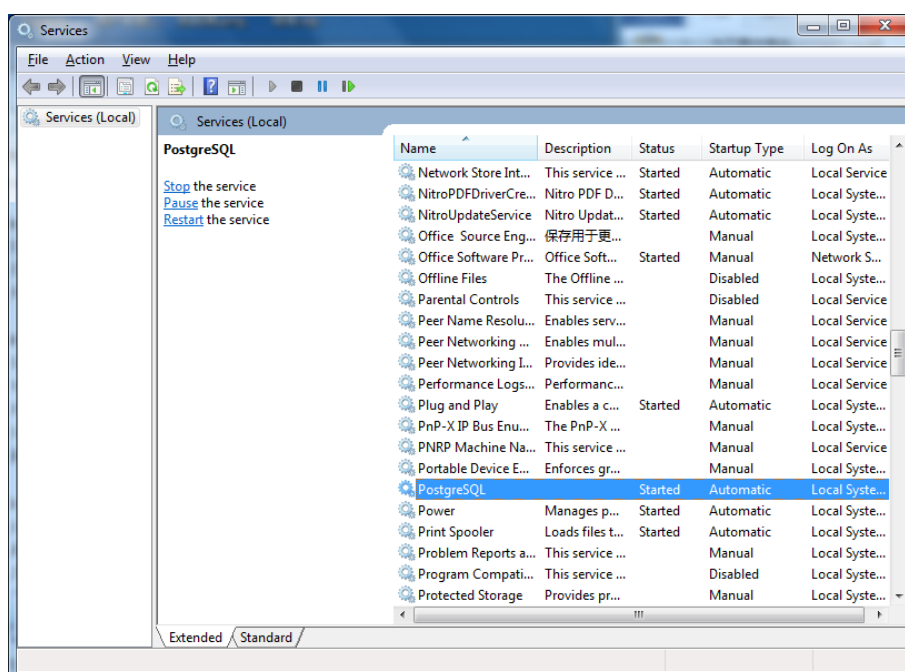 Services
File Action View Help
Services (Local)
Services (Local)
PostgreSQL
Stop the service
Pause the service
Restart the service
Name Description Status Startup Type Log On As
Network Store Int... This service ... Started Automatic Local Service
NitroPDFDriverCre... Nitro PDF D... Started Automatic Local Syste...
NitroUpdateService Nitro Updat... Started Automatic Local Syste...
Office Source Eng... 保存用于更... Manual Local Syste...
Office Software Pr... Office Soft... Started Manual Network S...
Offline Files The Offline ... Disabled Local Syste...
Parental Controls This service ... Disabled Local Service
Peer Name Resolu... Enables serv... Manual Local Service
Peer Networking ... Enables mul... Manual Local Service
Peer Networking I... Provides ide... Manual Local Service
Performance Logs... Performanc... Manual Local Service
Plug and Play Enables a c... Started Automatic Local Syste...
PnP-X IP Bus Enu... The PnP-X ... Manual Local Syste...
PNRP Machine Na... This service ... Manual Local Service
Portable Device E... Enforces gr... Manual Local Syste...
PostgreSQL Started Automatic Local Syste...
Power Manages p... Started Automatic Local Syste...
Print Spooler Loads files t... Started Automatic Local Syste...
Problem Reports a... This service ... Manual Local Syste...
Program Compati... This service ... Disabled Local Syste...
Protected Storage Provides pr... Manual Local Syste...
Extended Standard